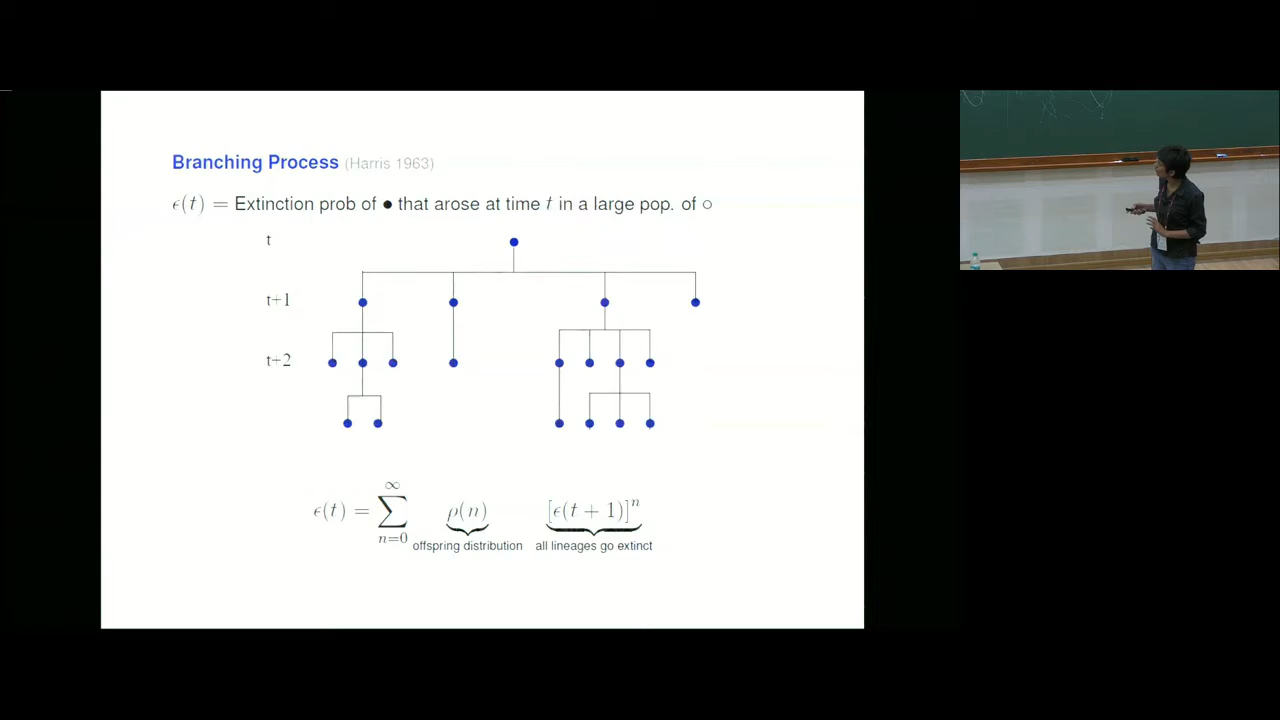 Branching Process (Harris 1963)
ϵ(t) = Extinction prob of ● that arose at time t in a large pop. of ○
t
t+1
t+2
ϵ(t) = ∑_{n=0}^{∞} ρ(n) [ϵ(t + 1)]^n
offspring distribution all lineages go extinct